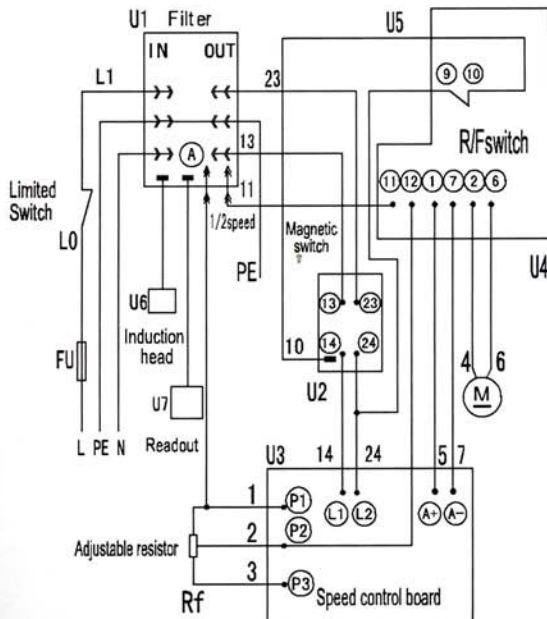 U1 Filter
IN OUT
U5
L1
23
9 10
R/Fswitch
13
A
11
11 12 1 7 2 6
Limited
Switch
1/2speed
Magnetic
switch
L0
PE
U4
U6
13 23
Induction
head
14 24
10
FU
U7
U2
4 6
M
L PE N
Readout
U3
14 24
5 7
1
P1
L1 L2
A+ A-
2
P2
Adjustable resistor
3
P3
Rf
Speed control board